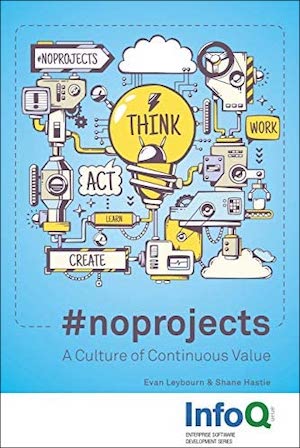 #NOPROJECTS
THINK
WORK
ACT
LEARN
CREATE
#noprojects
A Culture of Continuous Value
Evan Leybourn & Shane Hastie
InfoQ
ENTERPRISE SOFTWARE
DEVELOPMENT SERIES